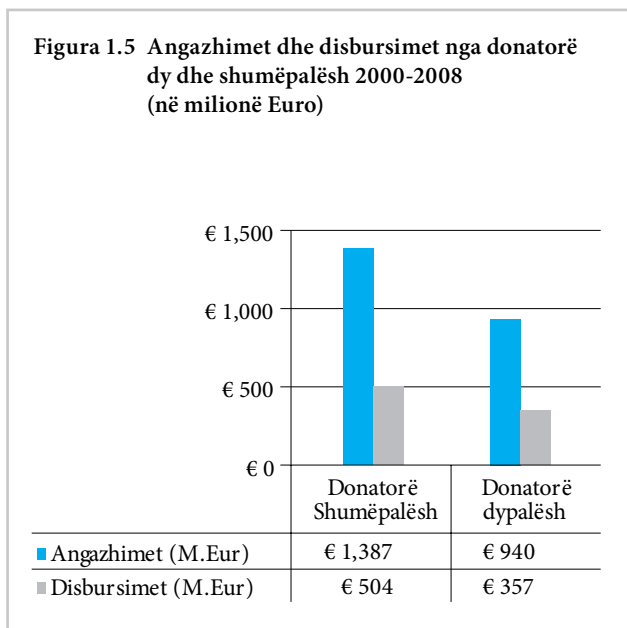 Figura 1.5 Angazhimet dhe disbursimet nga donatorë
dy dhe shumëpalësh 2000-2008
(në milionë Euro)
€ 1,500
€ 1,000
€ 500
€ 0
Donatorë Donatorë
Shumëpalësh dypalësh
Angazhimet (M.Eur) € 1,387 € 940
Disbursimet (M.Eur) € 504 € 357